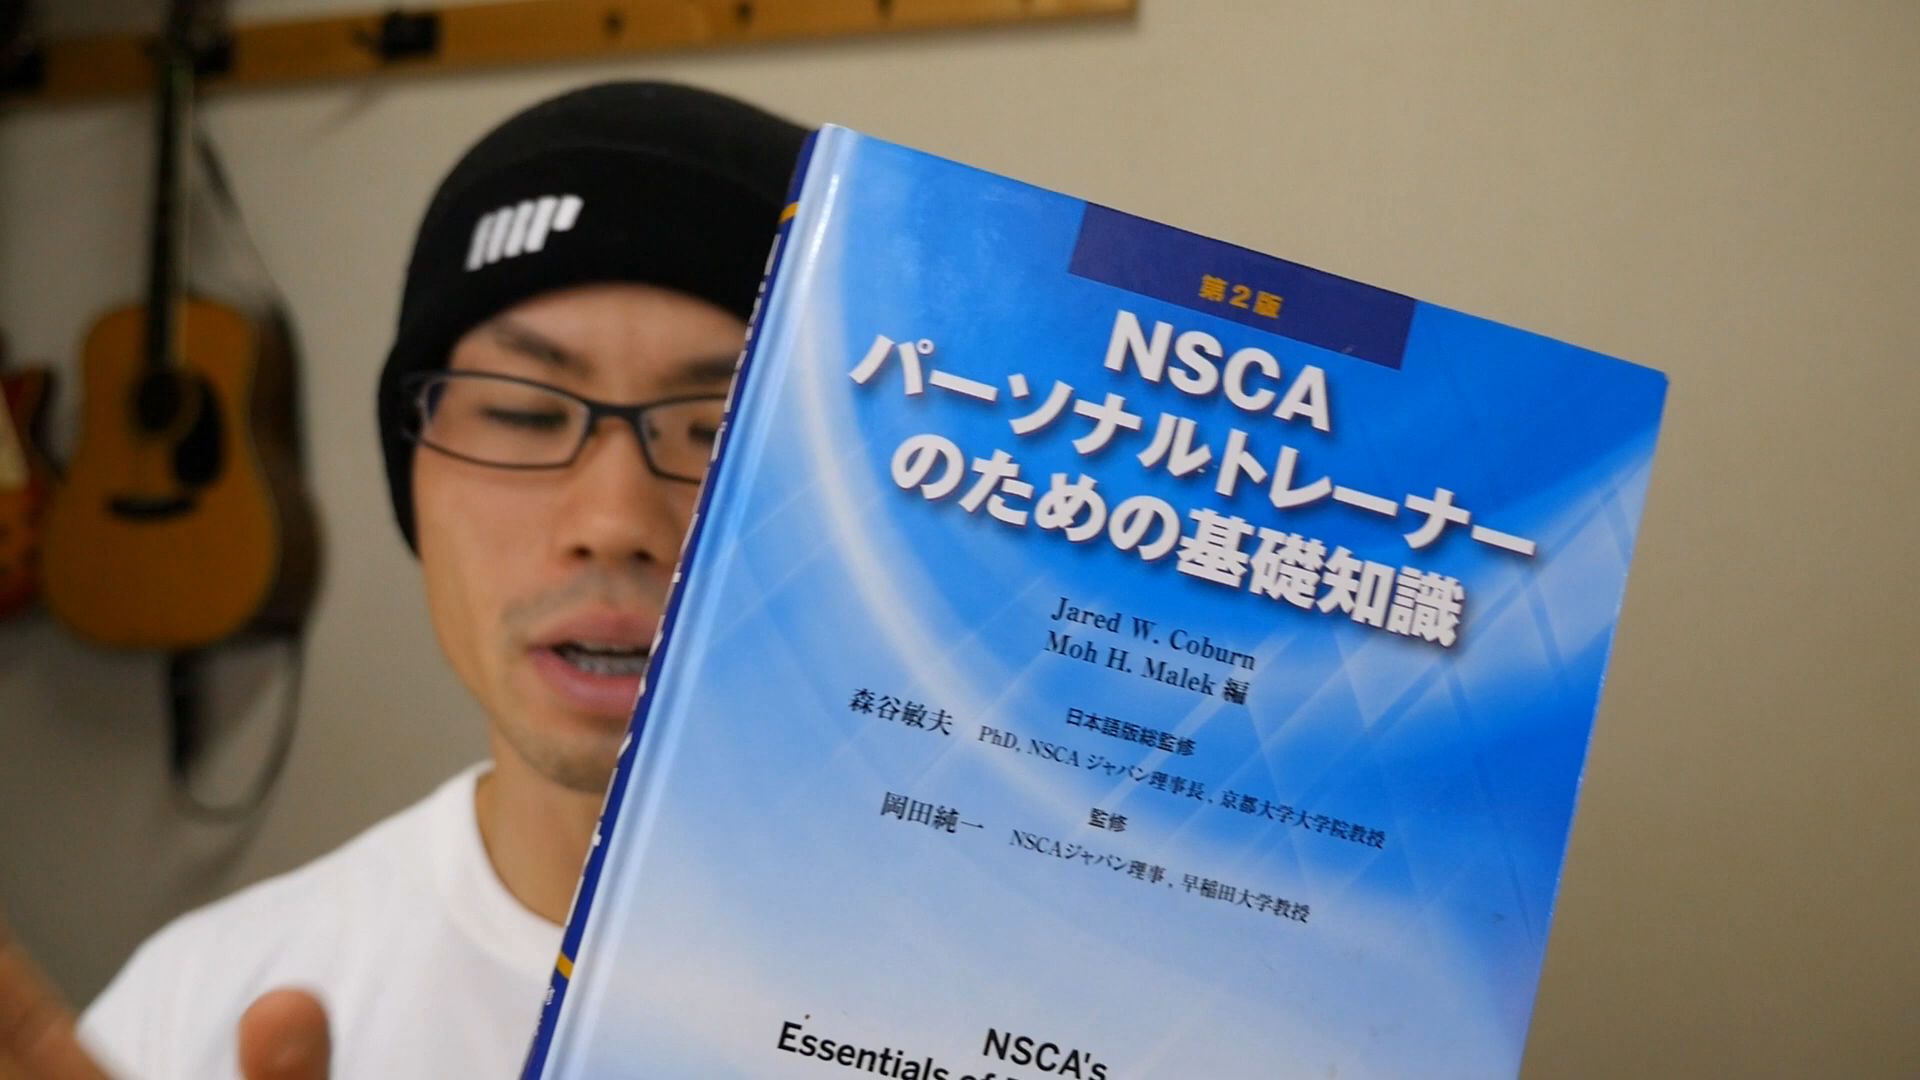 第2版
NSCA
パーソナルトレーナー
のための基礎知識
Jared W. Coburn
Moh H. Malek 編
日本語版総監修
森谷敏夫 PhD, NSCA ジャパン理事長, 京都大学大学院教授
監修
岡田純一 NSCAジャパン理事, 早稲田大学教授
NSCA's
Essentials of